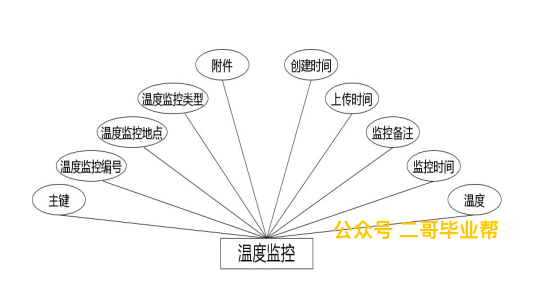 附件
创建时间
温度监控类型
上传时间
温度监控地点
监控备注
温度监控编号
监控时间
主键
温度
公众号 二哥毕业帮
温度监控